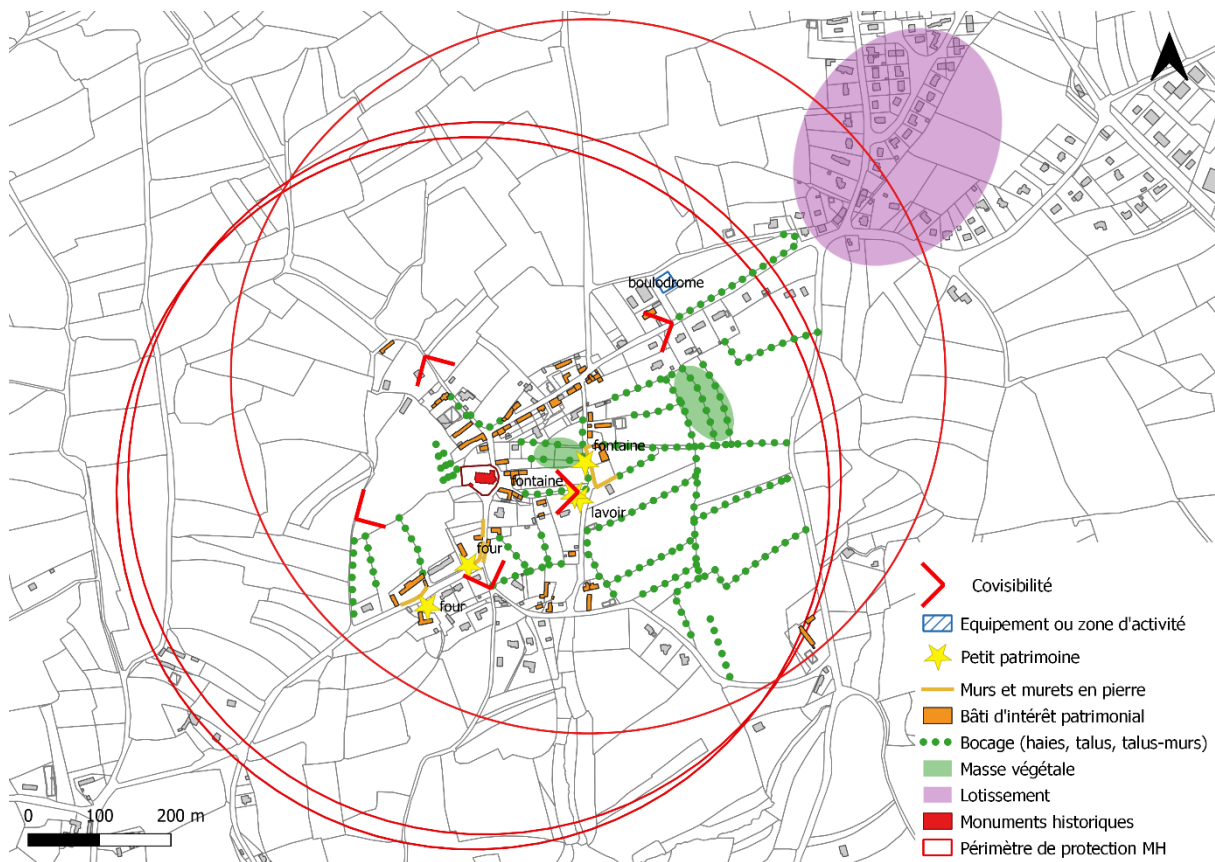 boulodrome
fontaine
fontaine
lavoir
four
four
Covisibilité
Equipement ou zone d'activité
Petit patrimoine
Murs et murets en pierre
Bâti d'intérêt patrimonial
Bocage (haies, talus, talus-murs)
Masse végétale
Lotissement
Monuments historiques
Périmètre de protection MH
0 100 200 m